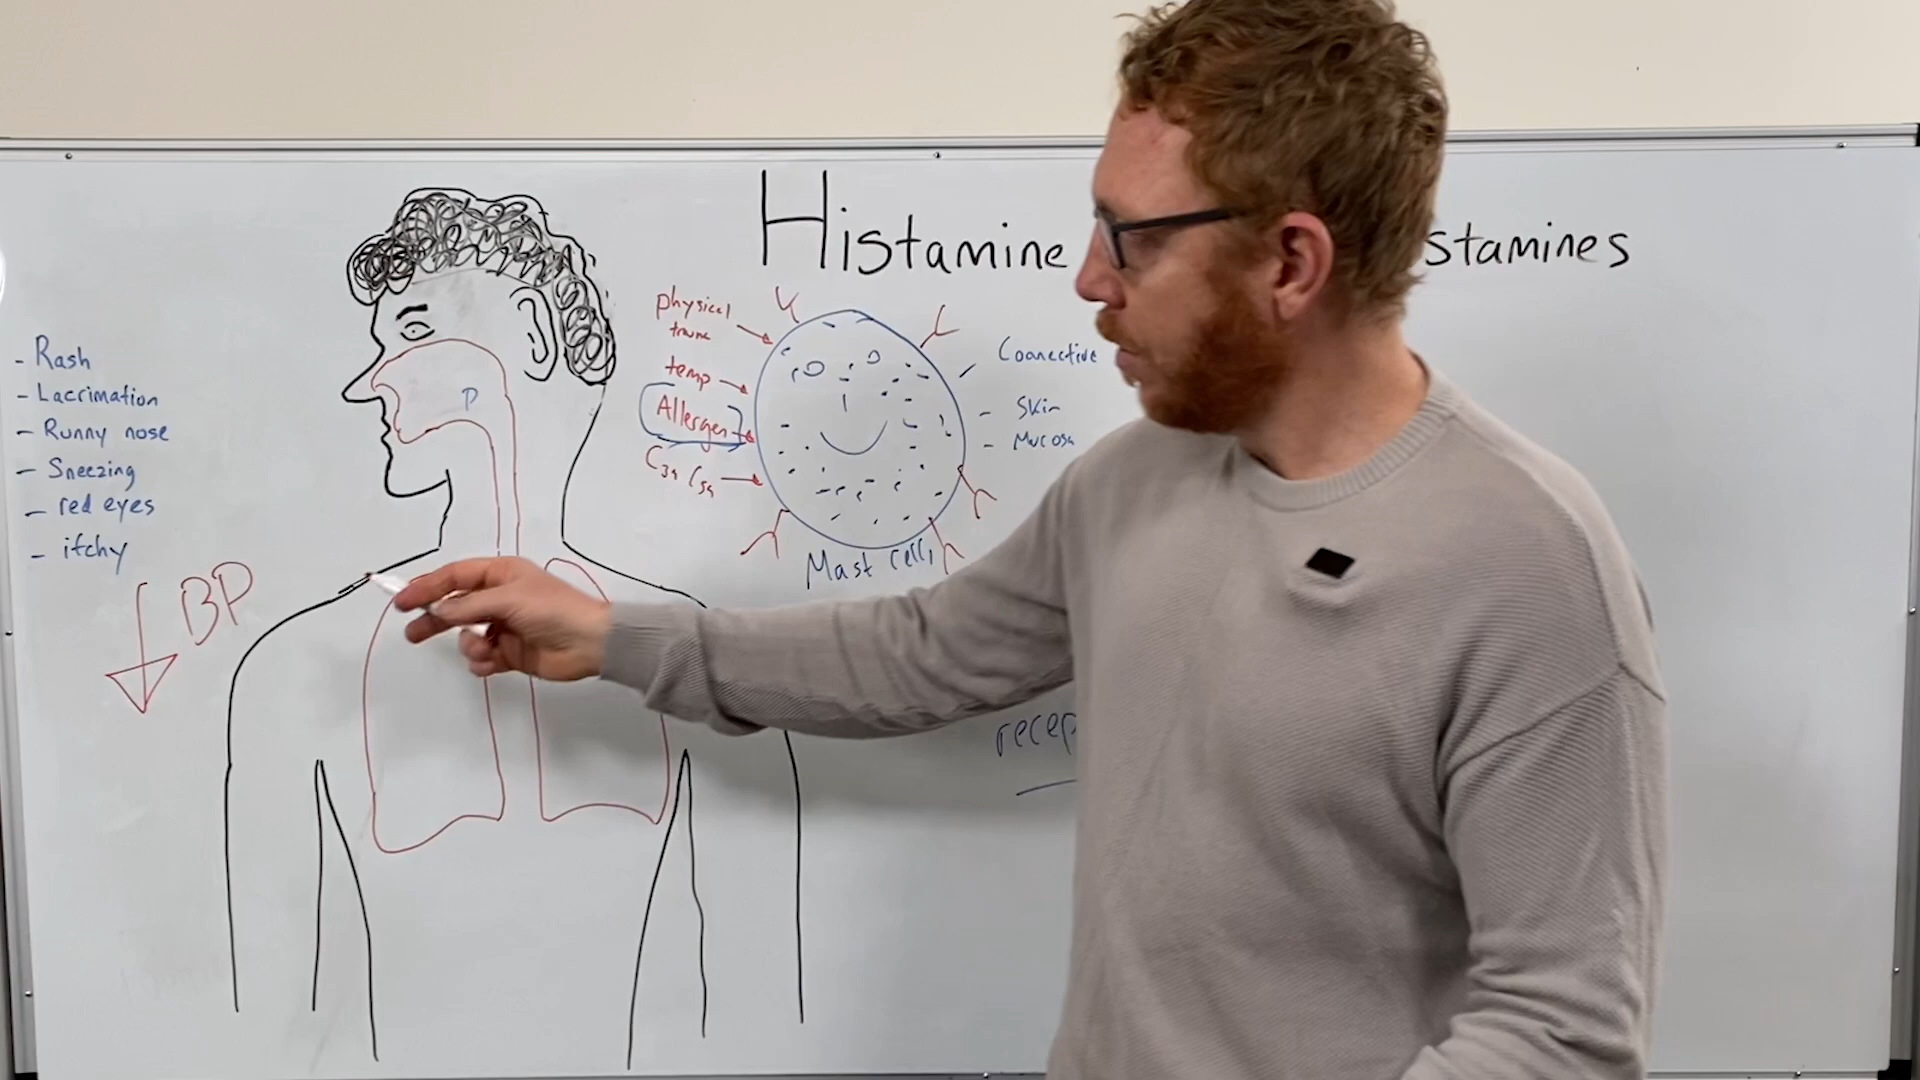 Histamine
stamines
- Rash
- Lacrimation
- Runny nose
- Sneezing
- red eyes
- itchy
BP
P
physical
temp
Allergen
C3a C5a
Connective
- Skin
- Mucosa
Mast cell
recep